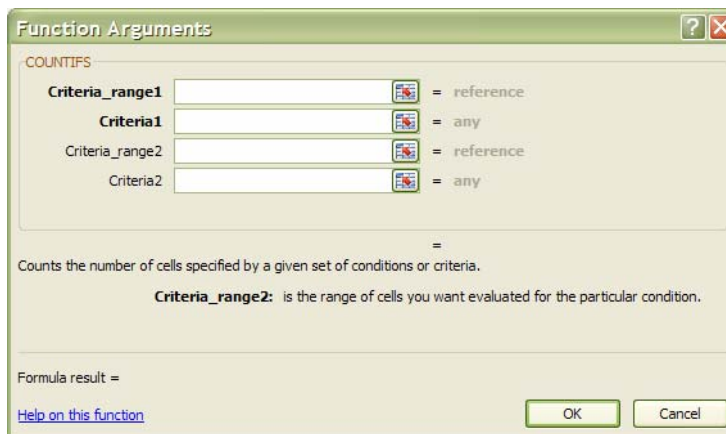 Function Arguments
?
X
COUNTIFS
Criteria_range1 = reference
Criteria1 = any
Criteria_range2 = reference
Criteria2 = any
=
Counts the number of cells specified by a given set of conditions or criteria.
Criteria_range2: is the range of cells you want evaluated for the particular condition.
Formula result =
Help on this function
OK
Cancel